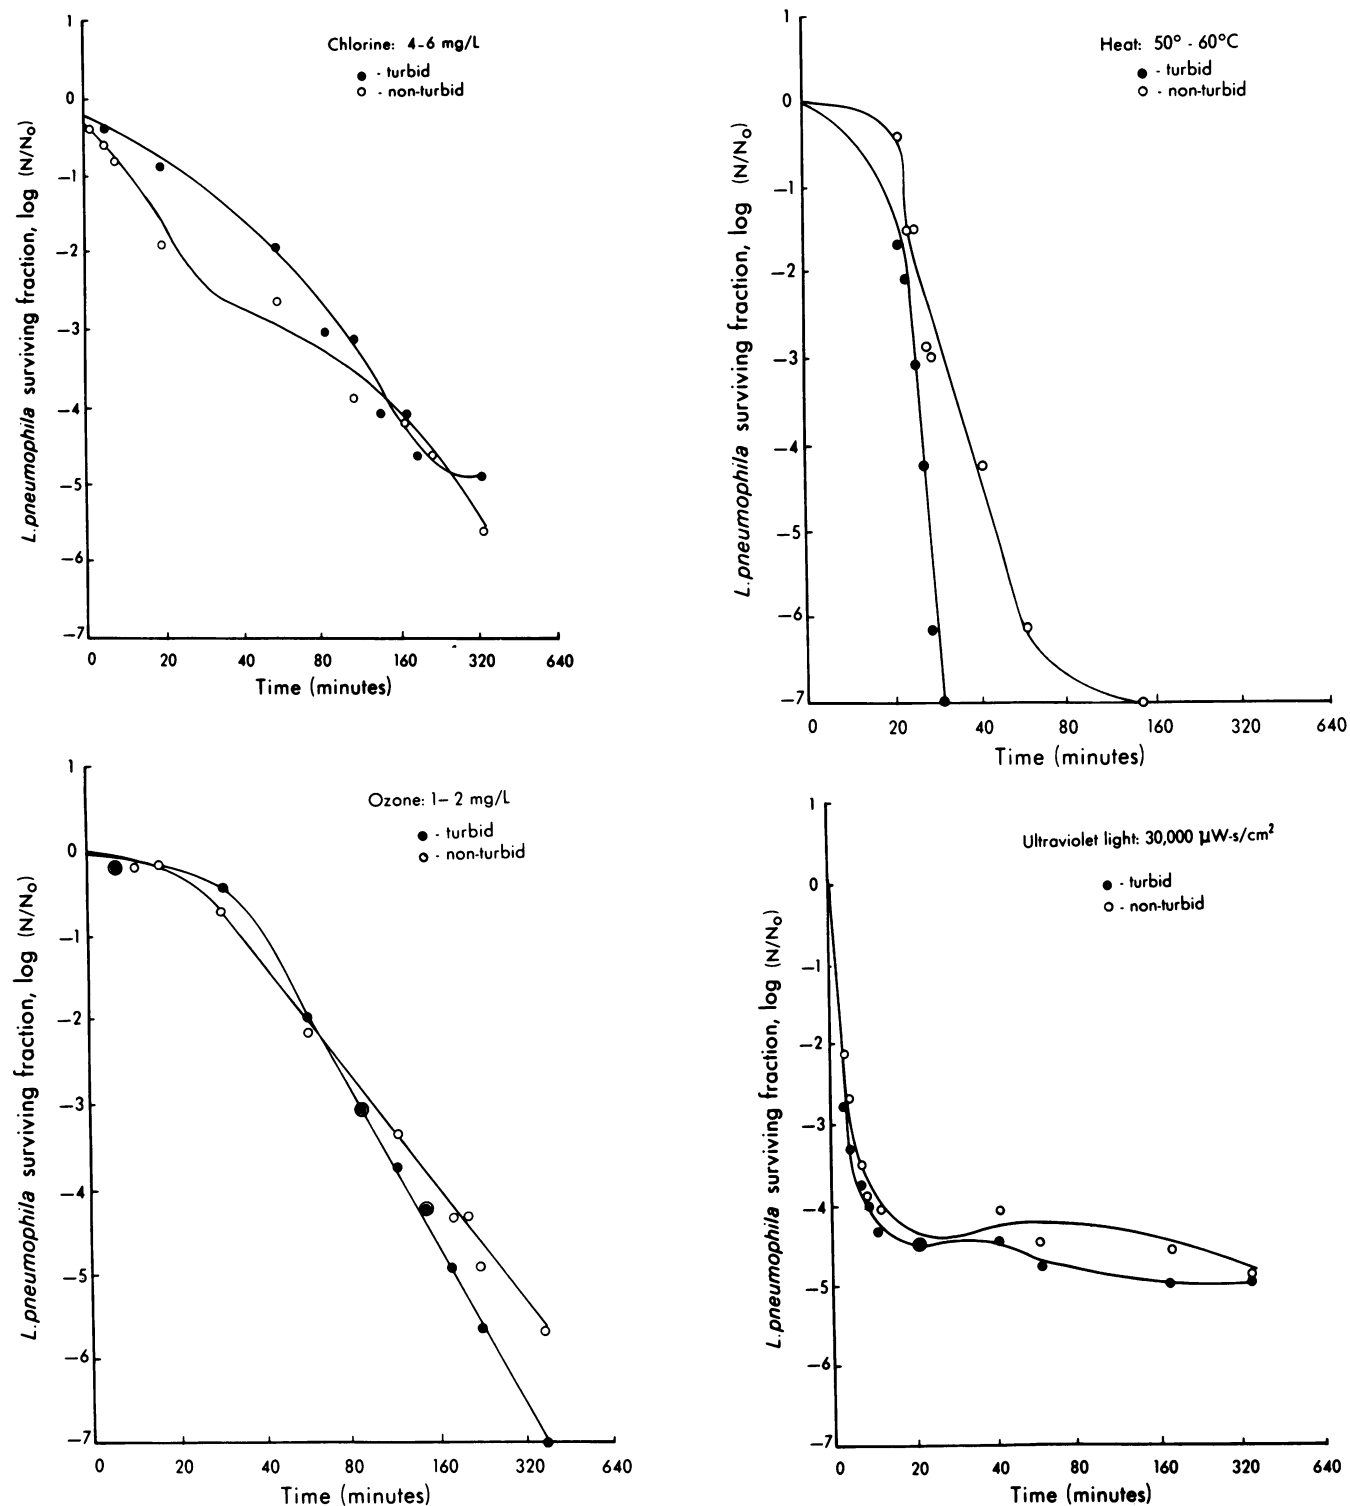 Chlorine: 4-6 mg/L
● - turbid
○ - non-turbid
L.pneumophila surviving fraction, log (N/No)
1
0
−1
−2
−3
−4
−5
−6
−7
0 20 40 80 160 320 640
Time (minutes)
Heat: 50° - 60°C
● - turbid
○ - non-turbid
L.pneumophila surviving fraction, log (N/No)
1
0
−1
−2
−3
−4
−5
−6
−7
0 20 40 80 160 320 640
Time (minutes)
Ozone: 1–2 mg/L
● - turbid
○ - non-turbid
L.pneumophila surviving fraction, log (N/No)
1
0
−1
−2
−3
−4
−5
−6
−7
0 20 40 80 160 320 640
Time (minutes)
Ultraviolet light: 30,000 μW-s/cm²
● - turbid
○ - non-turbid
L.pneumophila surviving fraction, log (N/No)
1
0
−1
−2
−3
−4
−5
−6
−7
0 20 40 80 160 320 640
Time (minutes)